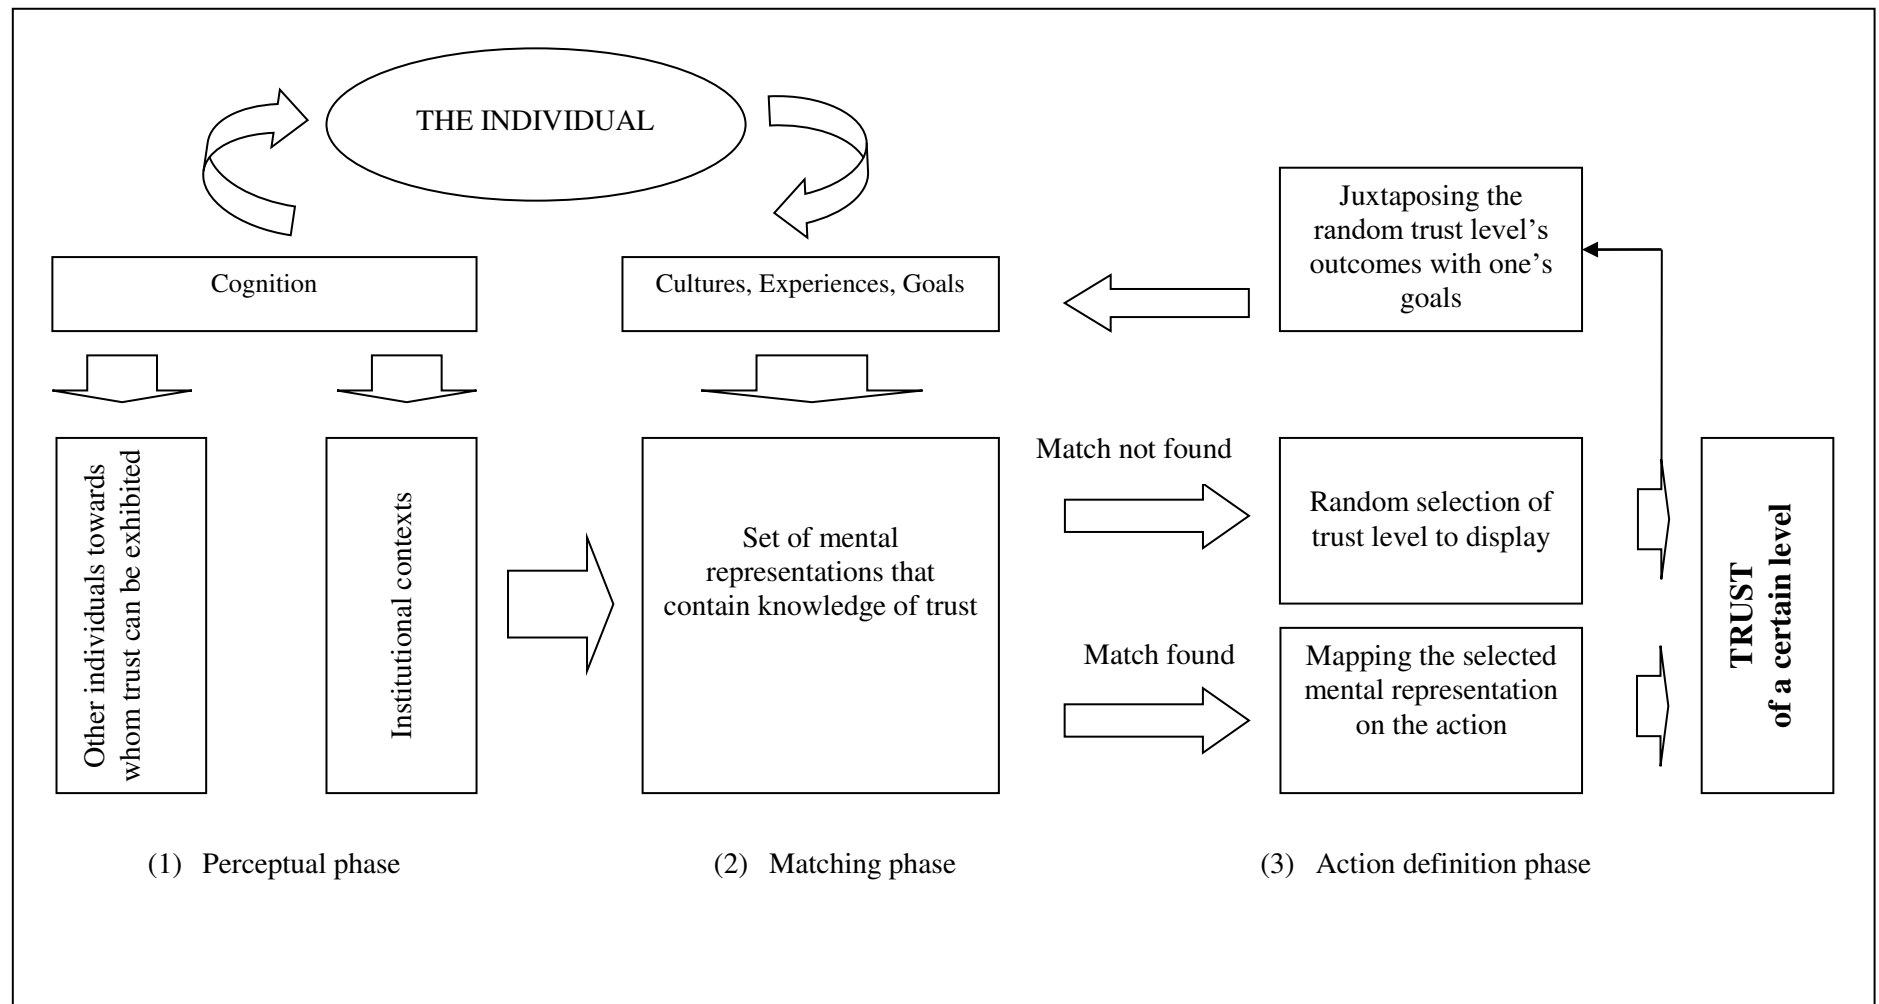 THE INDIVIDUAL
Cognition
Cultures, Experiences, Goals
Juxtaposing the
random trust level’s
outcomes with one’s
goals
Other individuals towards
whom trust can be exhibited
Institutional contexts
Set of mental
representations that
contain knowledge of trust
Match not found
Match found
Random selection of
trust level to display
Mapping the selected
mental representation
on the action
TRUST
of a certain level
(1) Perceptual phase
(2) Matching phase
(3) Action definition phase